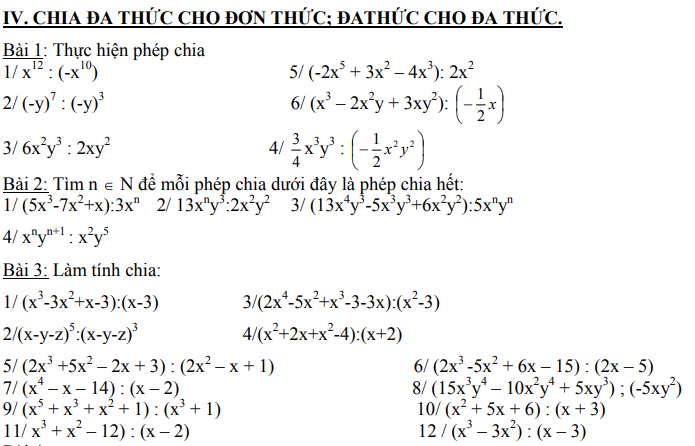 IV. CHIA ĐA THỨC CHO ĐƠN THỨC; ĐATHỨC CHO ĐA THỨC.
Bài 1: Thực hiện phép chia
1/ x¹² : (-x¹⁰) 5/ (-2x⁵ + 3x² – 4x³): 2x²
2/ (-y)⁷ : (-y)³ 6/ (x³ – 2x²y + 3xy²): (-1/2 x)
3/ 6x²y³ : 2xy² 4/ 3/4 x³y³ : (-1/2 x²y²)
Bài 2: Tìm n ∈ N để mỗi phép chia dưới đây là phép chia hết:
1/ (5x³-7x²+x):3xⁿ 2/ 13xⁿy³:2x²y² 3/ (13x⁴y³-5x³y³+6x²y²):5xⁿyⁿ
4/ xⁿyⁿ⁺¹ : x²y⁵
Bài 3: Làm tính chia:
1/ (x³-3x²+x-3):(x-3) 3/(2x⁴-5x²+x³-3-3x):(x²-3)
2/(x-y-z)⁵:(x-y-z)³ 4/(x²+2x+x²-4):(x+2)
5/ (2x³ +5x² – 2x + 3) : (2x² – x + 1) 6/ (2x³ -5x² + 6x – 15) : (2x – 5)
7/ (x⁴ – x – 14) : (x – 2) 8/ (15x³y⁴ – 10x²y⁴ + 5xy³) ; (-5xy²)
9/ (x⁵ + x³ + x² + 1) : (x³ + 1) 10/ (x² + 5x + 6) : (x + 3)
11/ x³ + x² – 12) : (x – 2) 12 / (x³ – 3x²) : (x – 3)